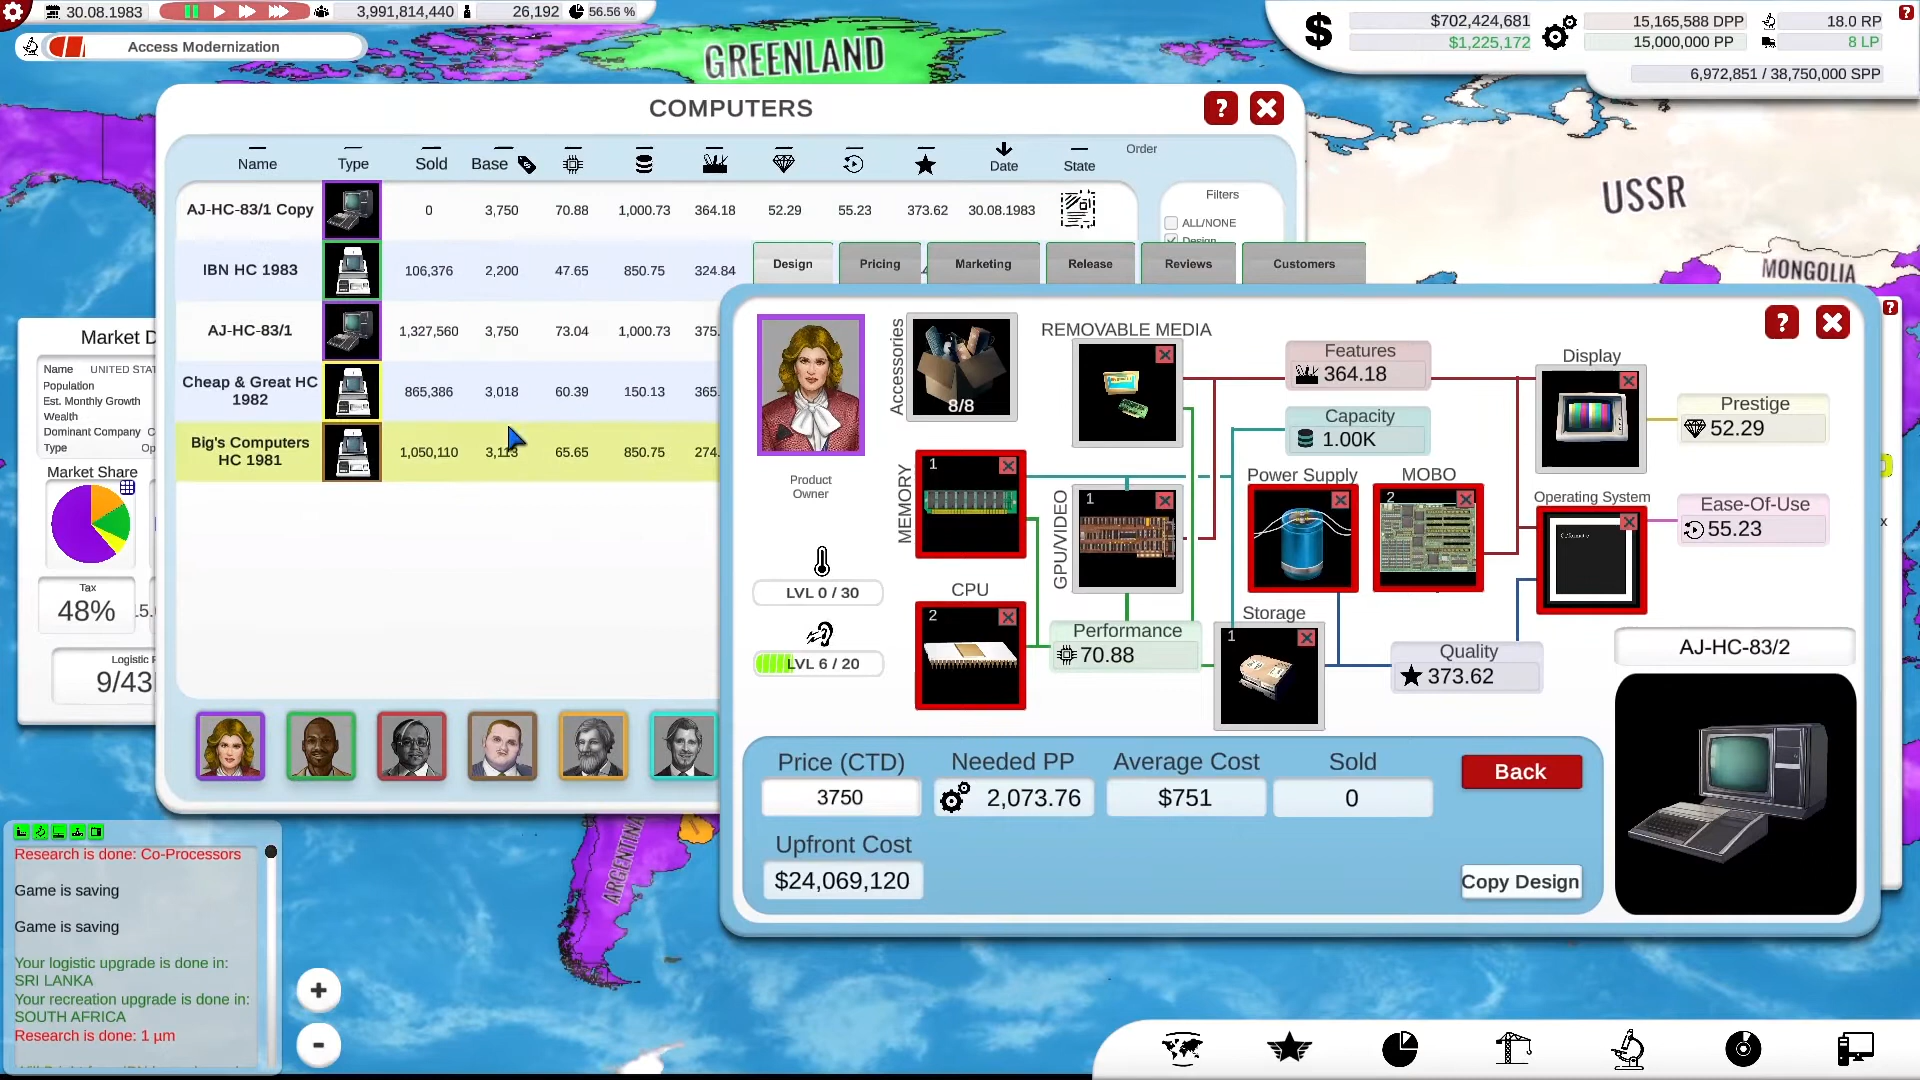 30.08.1983
3,991,814,440
26,192
56.56 %
Access Modernization
GREENLAND
$702,424,681
$1,225,172
15,165,588 DPP
15,000,000 PP
18.0 RP
8 LP
6,972,851 / 38,750,000 SPP
?
USSR
MONGOLIA
ARGENTINA
COMPUTERS
?
Name
Type
Sold
Base
Date
State
Order
Filters
ALL/NONE
Design
AJ-HC-83/1 Copy
0
3,750
70.88
1,000.73
364.18
52.29
55.23
373.62
30.08.1983
IBN HC 1983
106,376
2,200
47.65
850.75
324.84
AJ-HC-83/1
1,327,560
3,750
73.04
1,000.73
375.
Cheap & Great HC
1982
865,386
3,018
60.39
150.13
365.
Big's Computers
HC 1981
1,050,110
65.65
850.75
274.
Market D
Name UNITED STAT
Population
Est. Monthly Growth
Wealth
Dominant Company C
Type Op
Market Share
Tax
48%
15.
Logistic P
9/43
Design
Pricing
Marketing
Release
Reviews
Customers
?
?
x
Product
Owner
LVL 0 / 30
LVL 6 / 20
Accessories
8/8
REMOVABLE MEDIA
MEMORY
1
GPU/VIDEO
1
CPU
2
Features
364.18
Capacity
1.00K
Power Supply
MOBO
2
Display
Operating System
Prestige
52.29
Ease-Of-Use
55.23
Performance
70.88
Storage
1
Quality
373.62
AJ-HC-83/2
Price (CTD)
3750
Needed PP
2,073.76
Average Cost
$751
Sold
0
Upfront Cost
$24,069,120
Back
Copy Design
Research is done: Co-Processors
Game is saving
Game is saving
Your logistic upgrade is done in:
SRI LANKA
Your recreation upgrade is done in:
SOUTH AFRICA
Research is done: 1 µm
+
-